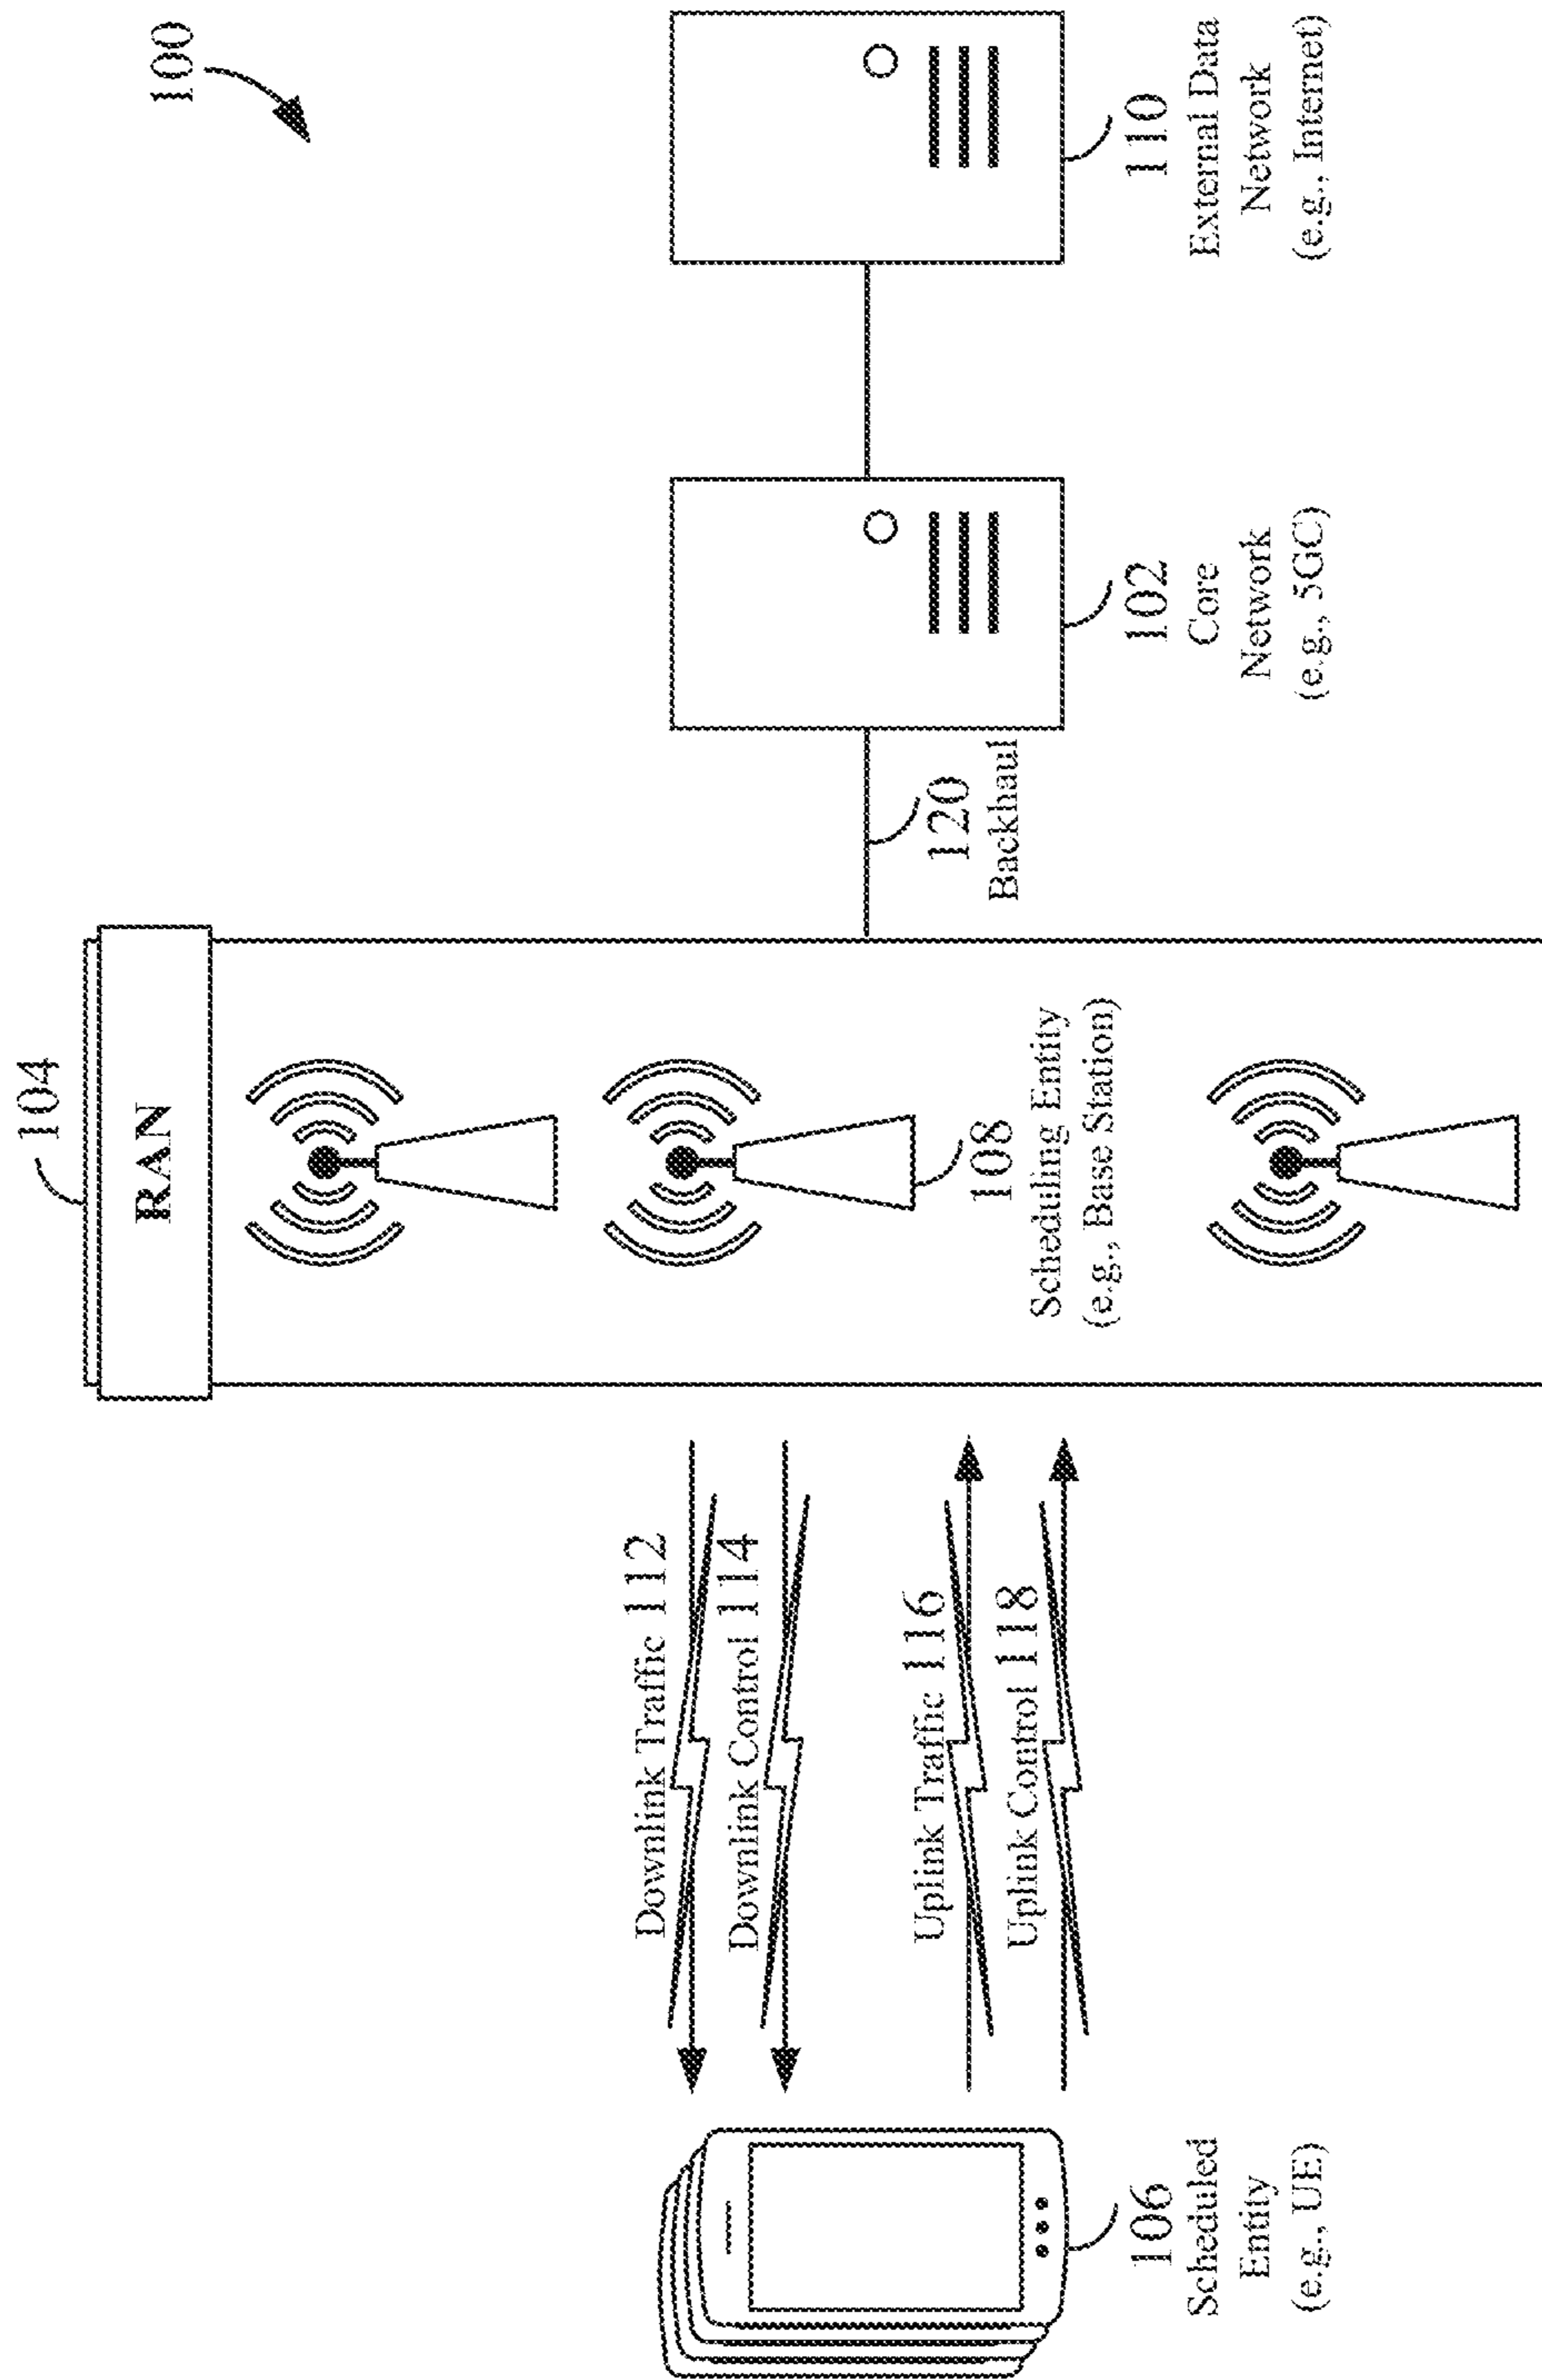 100
104
RAN
Downlink Traffic 112
Downlink Control 114
Uplink Traffic 116
Uplink Control 118
108
Scheduling Entity
(e.g., Base Station)
120
Backhaul
106
Scheduled
Entity
(e.g., UE)
102
Core
Network
(e.g., 5GC)
110
External Data
Network
(e.g., Internet)